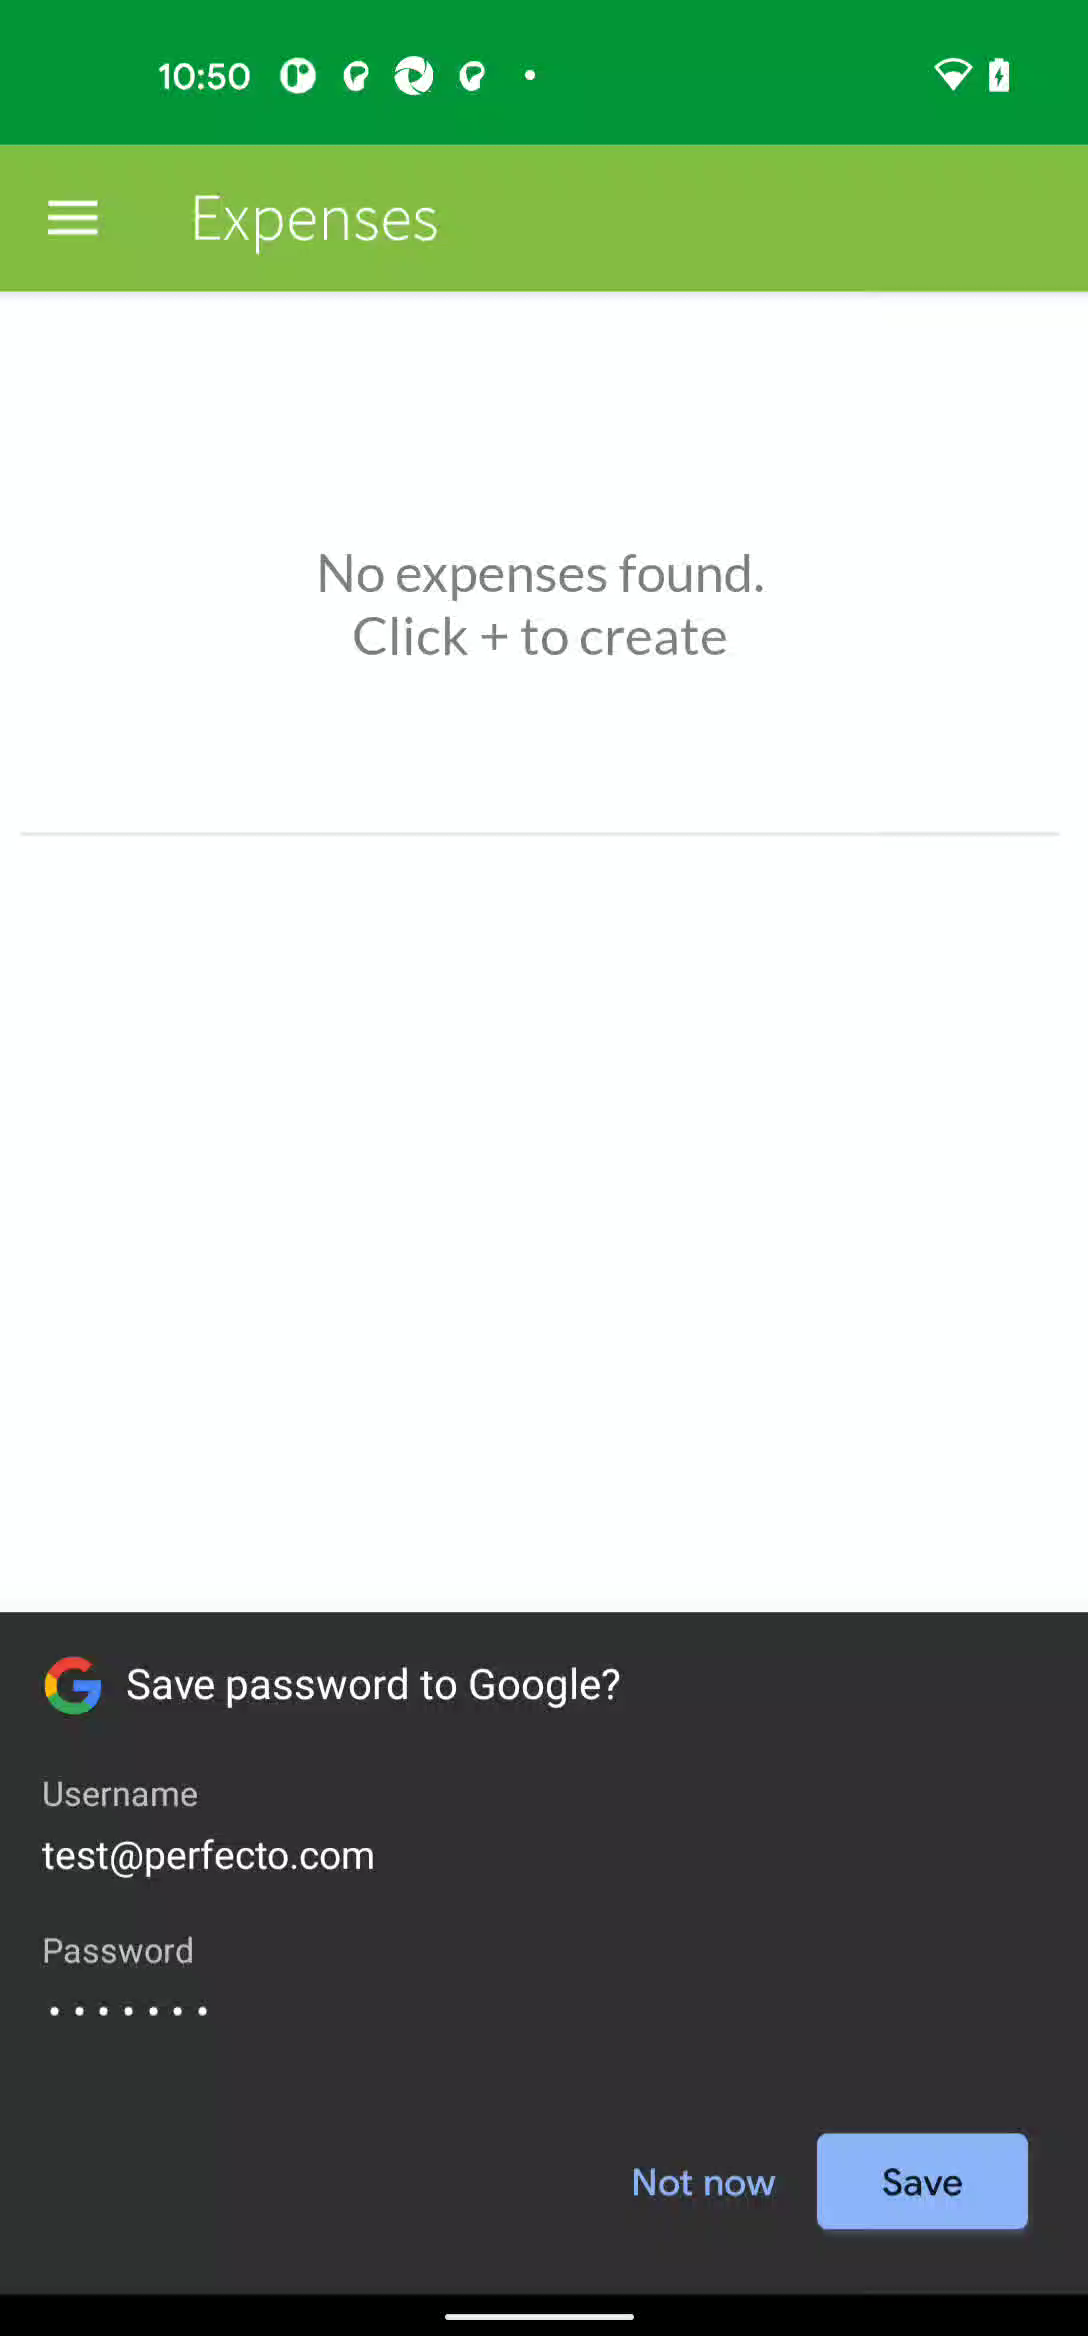 10:50
Expenses
No expenses found.
Click + to create
Save password to Google?
Username
test@perfecto.com
Password
•••••••
Not now
Save